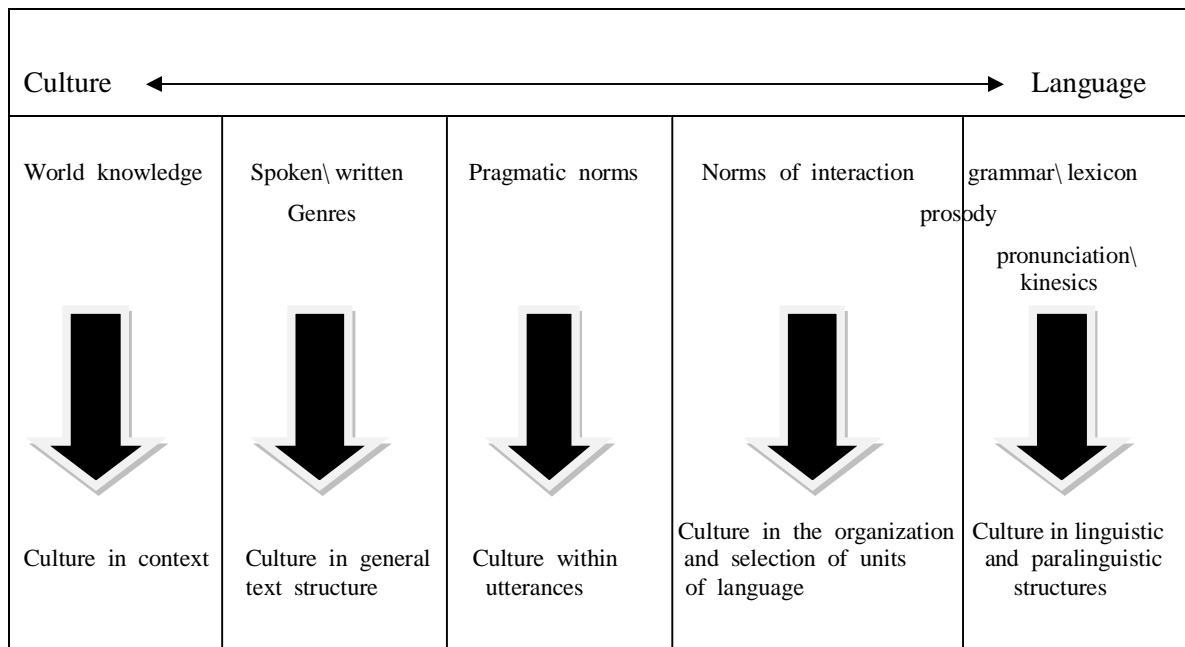 Culture Language
World knowledge
Spoken\ written
Genres
Pragmatic norms
Norms of interaction
grammar\ lexicon
prosody
pronunciation\
kinesics
Culture in context
Culture in general
text structure
Culture within
utterances
Culture in the organization
and selection of units
of language
Culture in linguistic
and paralinguistic
structures